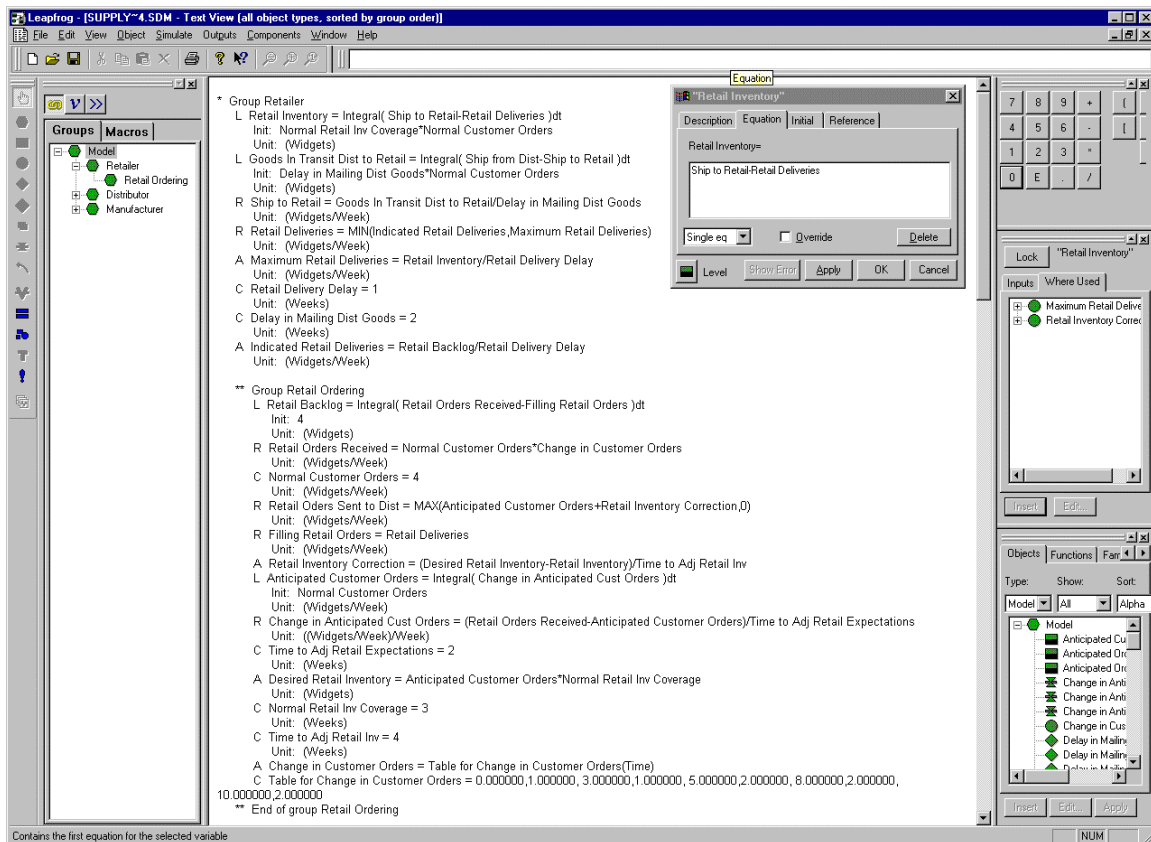 Leapfrog - [SUPPLY~4.SDM - Text View (all object types, sorted by group order)]
File Edit View Object Simulate Outputs Components Window Help
Groups Macros
Model
Retailer
Retail Ordering
Distributor
Manufacturer
* Group Retailer
L Retail Inventory = Integral( Ship to Retail-Retail Deliveries )dt
Init: Normal Retail Inv Coverage*Normal Customer Orders
Unit: (Widgets)
L Goods In Transit Dist to Retail = Integral( Ship from Dist-Ship to Retail )dt
Init: Delay in Mailing Dist Goods*Normal Customer Orders
Unit: (Widgets)
R Ship to Retail = Goods In Transit Dist to Retail/Delay in Mailing Dist Goods
Unit: (Widgets/Week)
R Retail Deliveries = MIN(Indicated Retail Deliveries,Maximum Retail Deliveries)
Unit: (Widgets/Week)
A Maximum Retail Deliveries = Retail Inventory/Retail Delivery Delay
Unit: (Widgets/Week)
C Retail Delivery Delay = 1
Unit: (Weeks)
C Delay in Mailing Dist Goods = 2
Unit: (Weeks)
A Indicated Retail Deliveries = Retail Backlog/Retail Delivery Delay
Unit: (Widgets/Week)
** Group Retail Ordering
L Retail Backlog = Integral( Retail Orders Received-Filling Retail Orders )dt
Init: 4
Unit: (Widgets)
R Retail Orders Received = Normal Customer Orders*Change in Customer Orders
Unit: (Widgets/Week)
C Normal Customer Orders = 4
Unit: (Widgets/Week)
R Retail Oders Sent to Dist = MAX(Anticipated Customer Orders+Retail Inventory Correction,0)
Unit: (Widgets/Week)
R Filling Retail Orders = Retail Deliveries
Unit: (Widgets/Week)
A Retail Inventory Correction = (Desired Retail Inventory-Retail Inventory)/Time to Adj Retail Inv
L Anticipated Customer Orders = Integral( Change in Anticipated Cust Orders )dt
Init: Normal Customer Orders
Unit: (Widgets/Week)
R Change in Anticipated Cust Orders = (Retail Orders Received-Anticipated Customer Orders)/Time to Adj Retail Expectations
Unit: ((Widgets/Week)/Week)
C Time to Adj Retail Expectations = 2
Unit: (Weeks)
A Desired Retail Inventory = Anticipated Customer Orders*Normal Retail Inv Coverage
Unit: (Widgets)
C Normal Retail Inv Coverage = 3
Unit: (Weeks)
C Time to Adj Retail Inv = 4
Unit: (Weeks)
A Change in Customer Orders = Table for Change in Customer Orders(Time)
C Table for Change in Customer Orders = 0.000000,1.000000, 3.000000,1.000000, 5.000000,2.000000, 8.000000,2.000000,
10.000000,2.000000
** End of group Retail Ordering
Equation
"Retail Inventory"
Description Equation Initial Reference
Retail Inventory=
Ship to Retail-Retail Deliveries
Single eq Override Delete
Level Show Error Apply OK Cancel
7 8 9 + (
4 5 6 - [
1 2 3 *
0 E . /
Lock "Retail Inventory"
Inputs Where Used
Maximum Retail Delive
Retail Inventory Correc
Insert Edit...
Objects Functions Fam
Type: Show: Sort:
Model All Alpha
Model
Anticipated Cu
Anticipated Orc
Anticipated Orc
Change in Anti
Change in Anti
Change in Anti
Change in Cus
Delay in Mailing
Delay in Mailing
Delay in Mailing
Insert Edit... Apply
Contains the first equation for the selected variable
NUM